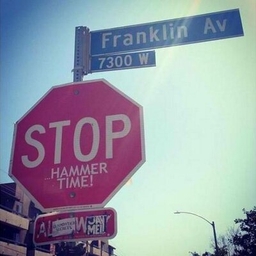 Franklin Av
7300 W
STOP
HAMMER
TIME!